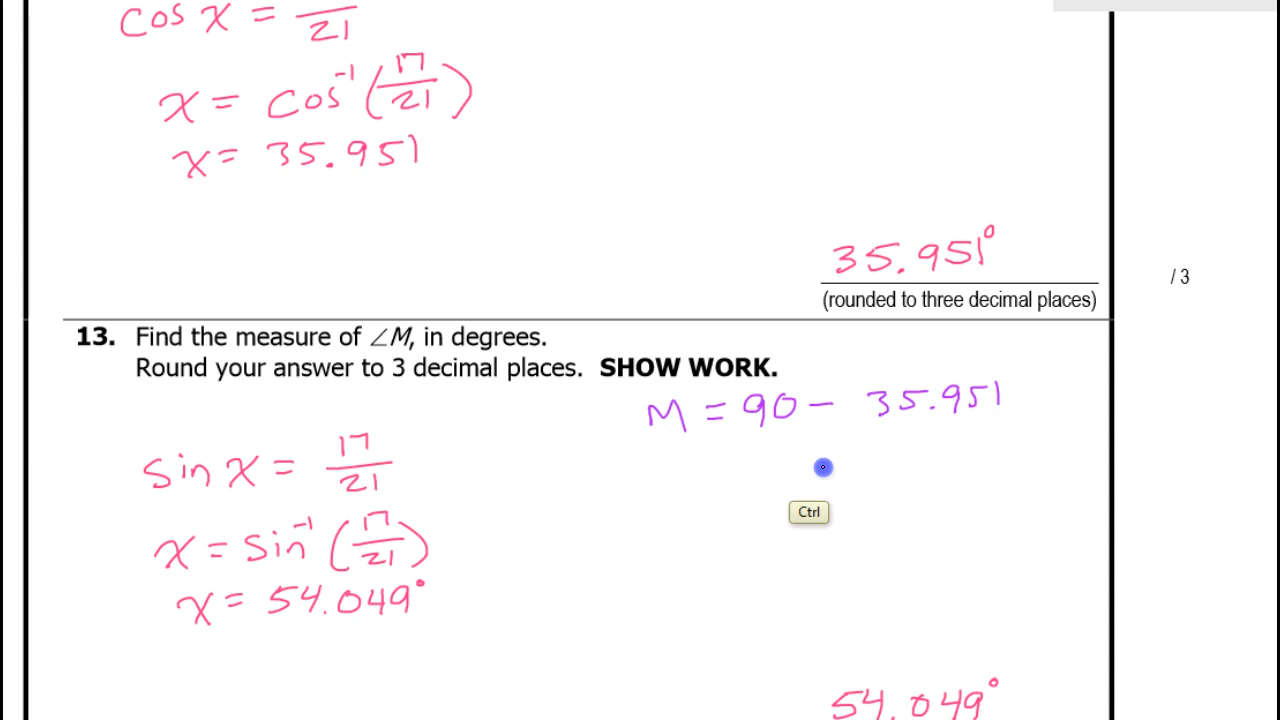 cos x = /21
x = cos⁻¹(17/21)
x = 35.951
35.951°
(rounded to three decimal places)
/ 3
13. Find the measure of ∠M, in degrees.
Round your answer to 3 decimal places. SHOW WORK.
M = 90 - 35.951
sin x = 17/21
x = sin⁻¹(17/21)
x = 54.049°
Ctrl
54.049°